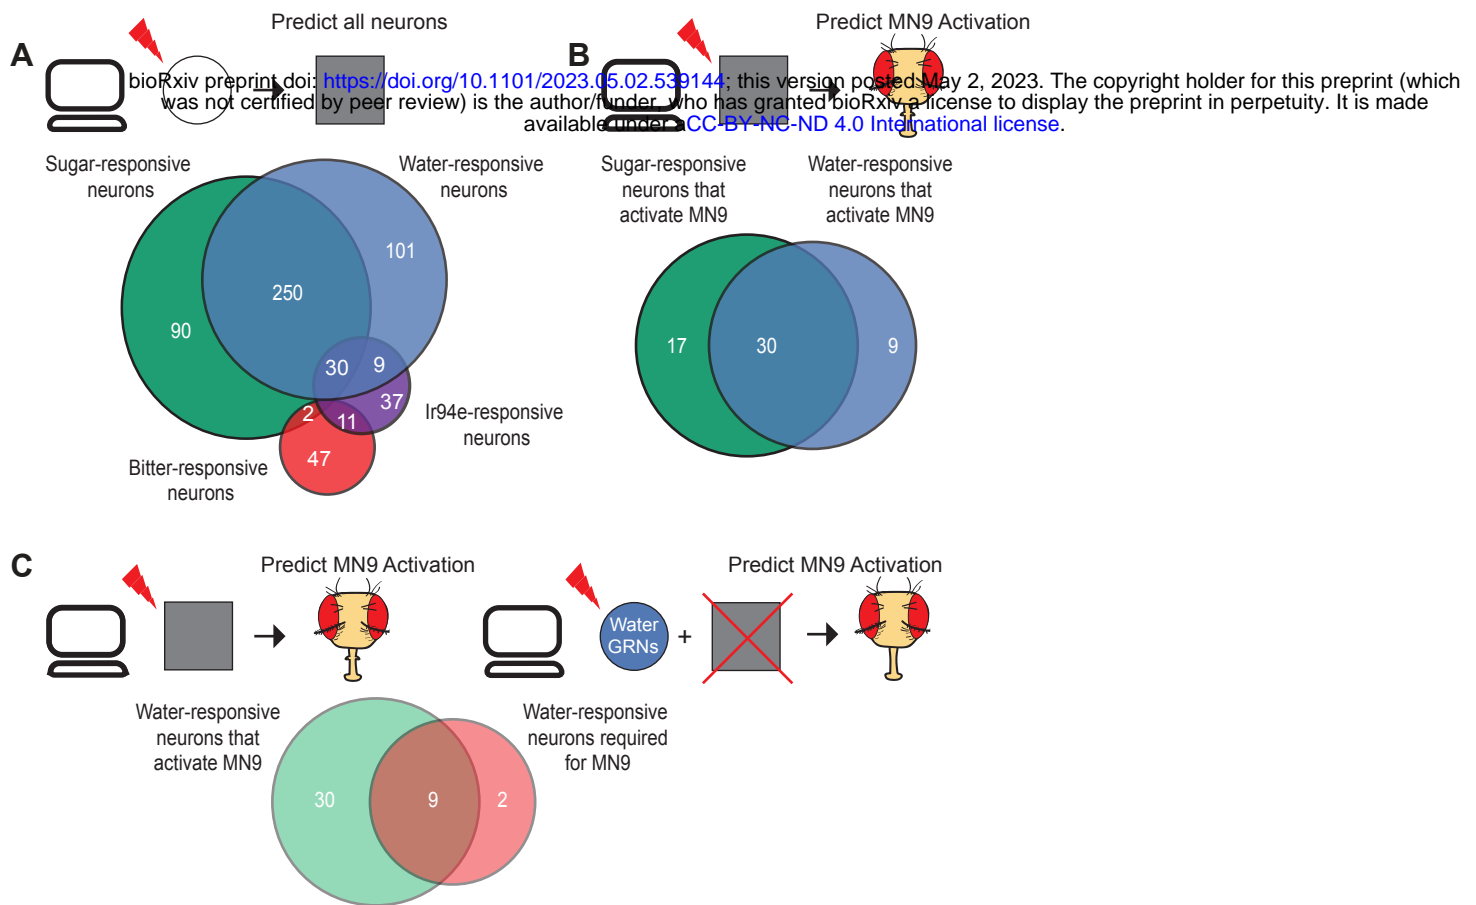 Predict all neurons
Predict MN9 Activation
A
B
bioRxiv preprint doi: https://doi.org/10.1101/2023.05.02.539144; this version posted May 2, 2023. The copyright holder for this preprint (which
was not certified by peer review) is the author/funder, who has granted bioRxiv a license to display the preprint in perpetuity. It is made
available under aCC-BY-NC-ND 4.0 International license.
Sugar-responsive
neurons
Water-responsive
neurons
101
250
90
30
9
37
2
11
47
Ir94e-responsive
neurons
Bitter-responsive
neurons
Sugar-responsive
neurons that
activate MN9
Water-responsive
neurons that
activate MN9
17
30
9
C
Predict MN9 Activation
Predict MN9 Activation
Water
GRNs
+
Water-responsive
neurons that
activate MN9
Water-responsive
neurons required
for MN9
30
9
2